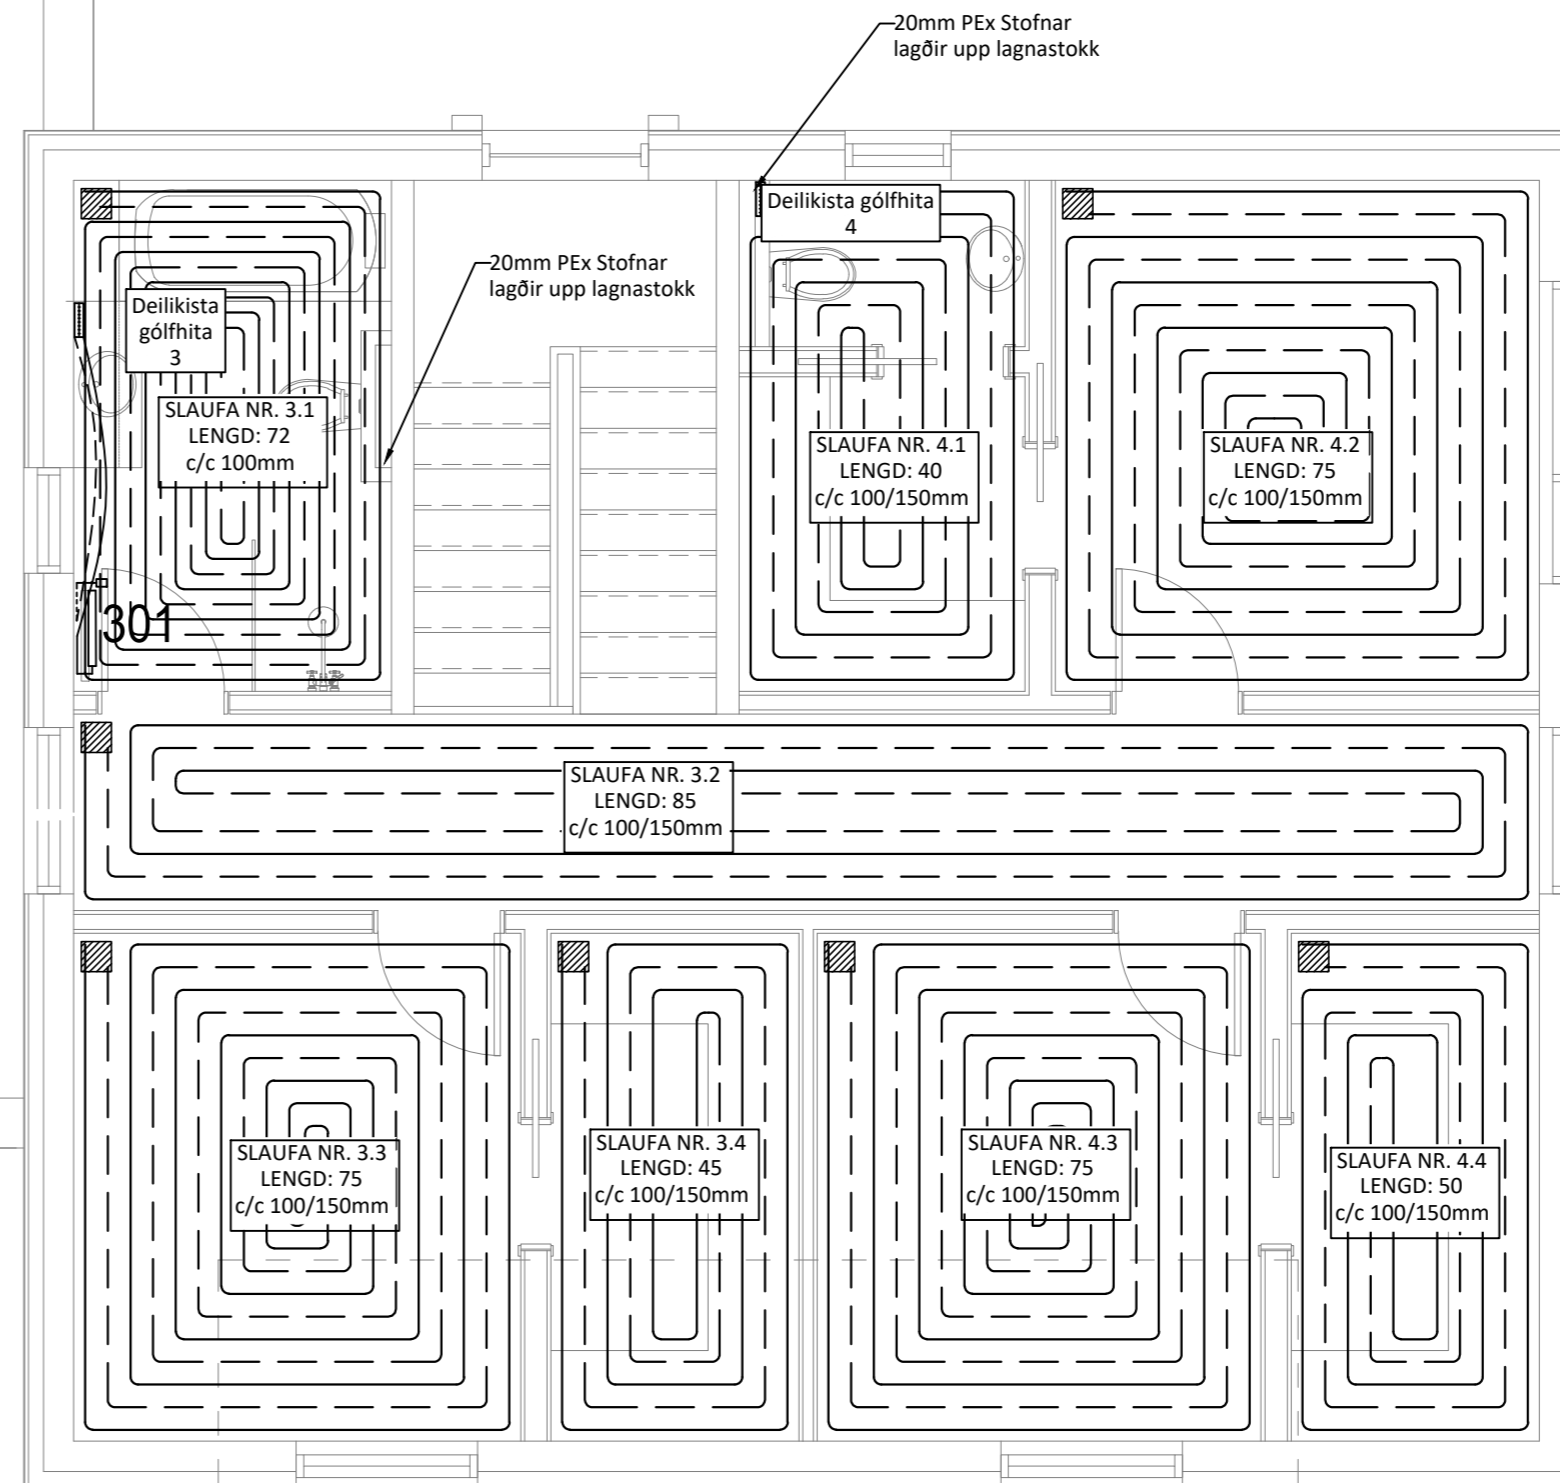 20mm PEx Stofnar
lagðir upp lagnastokk
Deilikista gólfhita
4
20mm PEx Stofnar
lagðir upp lagnastokk
Deilikista
gólfhita
3
SLAUFA NR. 3.1
LENGD: 72
c/c 100mm
SLAUFA NR. 4.1
LENGD: 40
c/c 100/150mm
SLAUFA NR. 4.2
LENGD: 75
c/c 100/150mm
301
SLAUFA NR. 3.2
LENGD: 85
c/c 100/150mm
SLAUFA NR. 3.3
LENGD: 75
c/c 100/150mm
SLAUFA NR. 3.4
LENGD: 45
c/c 100/150mm
SLAUFA NR. 4.3
LENGD: 75
c/c 100/150mm
SLAUFA NR. 4.4
LENGD: 50
c/c 100/150mm